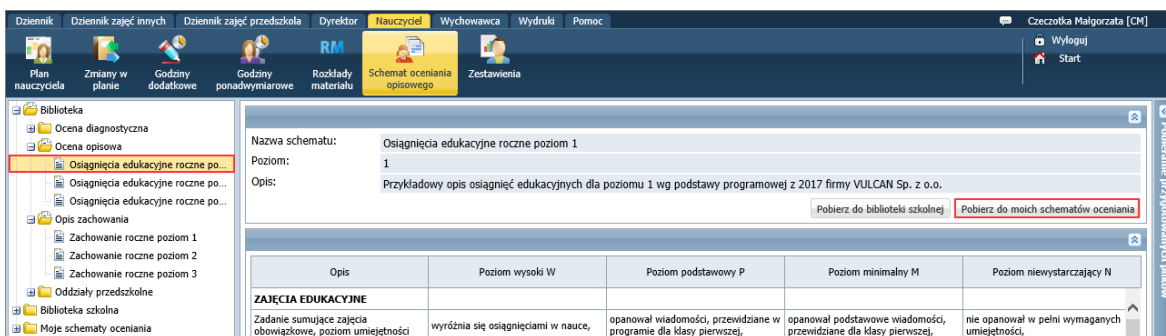 Dziennik Dziennik zajęć innych Dziennik zajęć przedszkola Dyrektor Nauczyciel Wychowawca Wydruki Pomoc Czeczotka Małgorzata [CM]
Wyloguj
Start
Plan nauczyciela
Zmiany w planie
Godziny dodatkowe
Godziny ponadwymiarowe
RM
Rozkłady materiału
Schemat oceniania opisowego
Zestawienia
Biblioteka
Ocena diagnostyczna
Ocena opisowa
Osiągnięcia edukacyjne roczne po...
Osiągnięcia edukacyjne roczne po...
Osiągnięcia edukacyjne roczne po...
Opis zachowania
Zachowanie roczne poziom 1
Zachowanie roczne poziom 2
Zachowanie roczne poziom 3
Oddziały przedszkolne
Biblioteka szkolna
Moje schematy oceniania
Nazwa schematu: Osiągnięcia edukacyjne roczne poziom 1
Poziom: 1
Opis: Przykładowy opis osiągnięć edukacyjnych dla poziomu 1 wg podstawy programowej z 2017 firmy VULCAN Sp. z o.o.
Pobierz do biblioteki szkolnej Pobierz do moich schematów oceniania
Opis Poziom wysoki W Poziom podstawowy P Poziom minimalny M Poziom niewystarczający N
ZAJĘCIA EDUKACYJNE
Zadanie sumujące zajęcia obowiązkowe, poziom umiejętności
wyróżnia się osiągnięciami w nauce,
opanował wiadomości, przewidziane w programie dla klasy pierwszej,
opanował podstawowe wiadomości, przewidziane dla klasy pierwszej,
nie opanował w pełni wymaganych umiejętności,